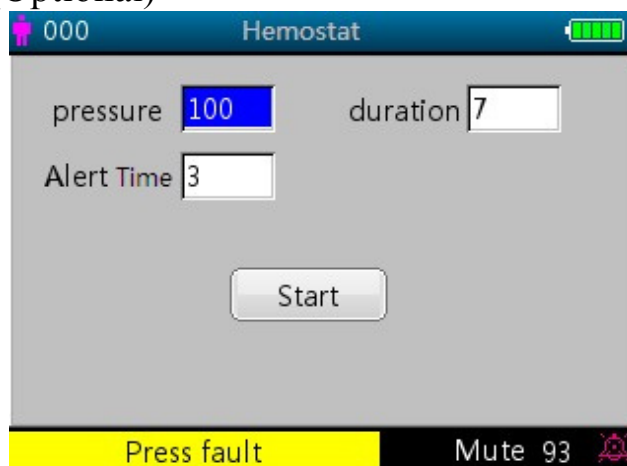 Optional)
000 Hemostat
pressure 100 duration 7
Alert Time 3
Start
Press fault Mute 93